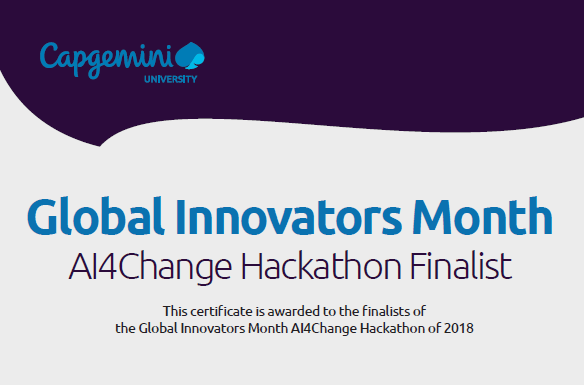 Capgemini
UNIVERSITY
Global Innovators Month
AI4Change Hackathon Finalist
This certificate is awarded to the finalists of
the Global Innovators Month AI4Change Hackathon of 2018